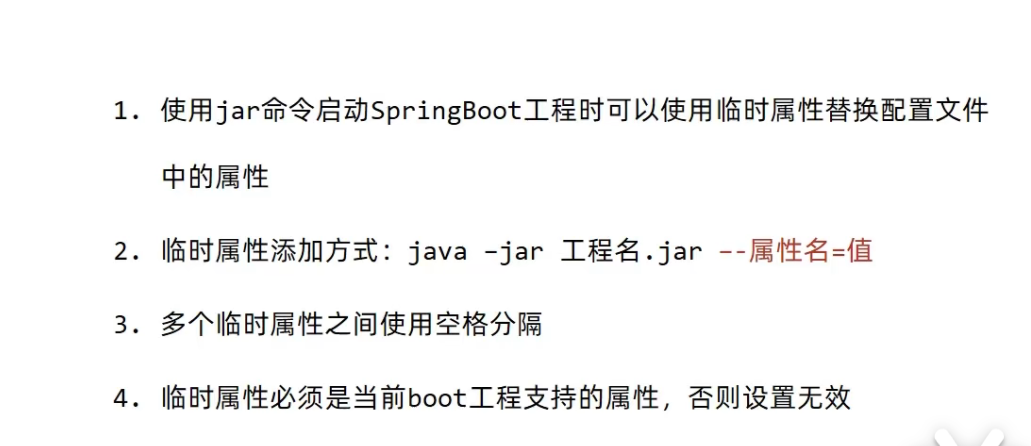 1. 使用jar命令启动SpringBoot工程时可以使用临时属性替换配置文件
中的属性
2. 临时属性添加方式：java –jar 工程名.jar –-属性名=值
3. 多个临时属性之间使用空格分隔
4. 临时属性必须是当前boot工程支持的属性，否则设置无效